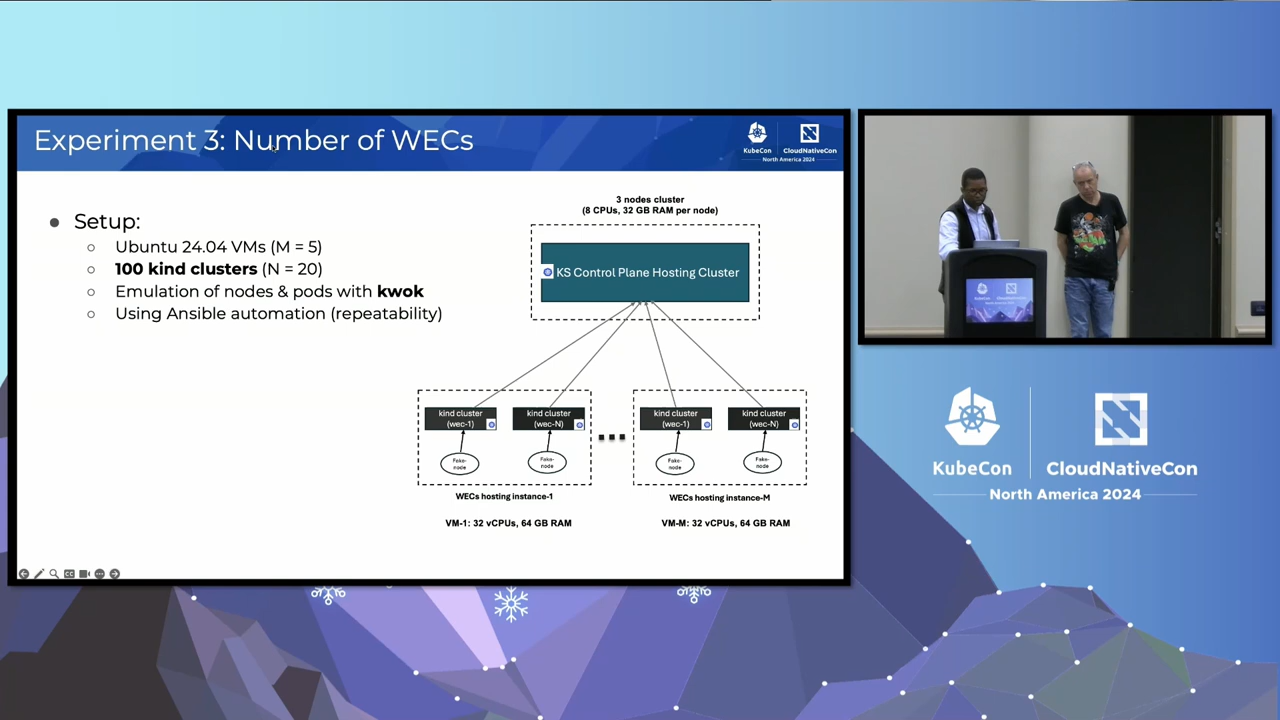 Experiment 3: Number of WECs
KubeCon
CloudNativeCon
North America 2024
Setup:
Ubuntu 24.04 VMs (M = 5)
100 kind clusters (N = 20)
Emulation of nodes & pods with kwok
Using Ansible automation (repeatability)
3 nodes cluster
(8 CPUs, 32 GB RAM per node)
KS Control Plane Hosting Cluster
kind cluster
(wec-1)
kind cluster
(wec-N)
kind cluster
(wec-1)
kind cluster
(wec-N)
Fake-
node
Fake-
node
Fake-
node
Fake-
node
WECs hosting instance-1
WECs hosting instance-M
VM-1: 32 vCPUs, 64 GB RAM
VM-M: 32 vCPUs, 64 GB RAM
KubeCon
CloudNativeCon
North America 2024